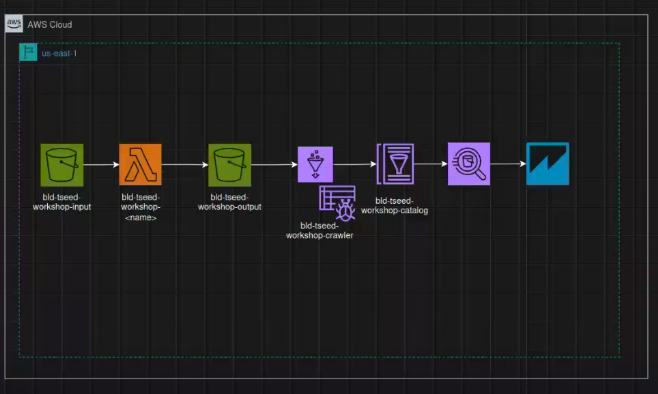 aws
AWS Cloud
us-east-1
bld-tseed-
workshop-input
bld-tseed-
workshop-
<name>
bld-tseed-
workshop-output
bld-tseed-
workshop-crawler
bld-tseed-
workshop-catalog